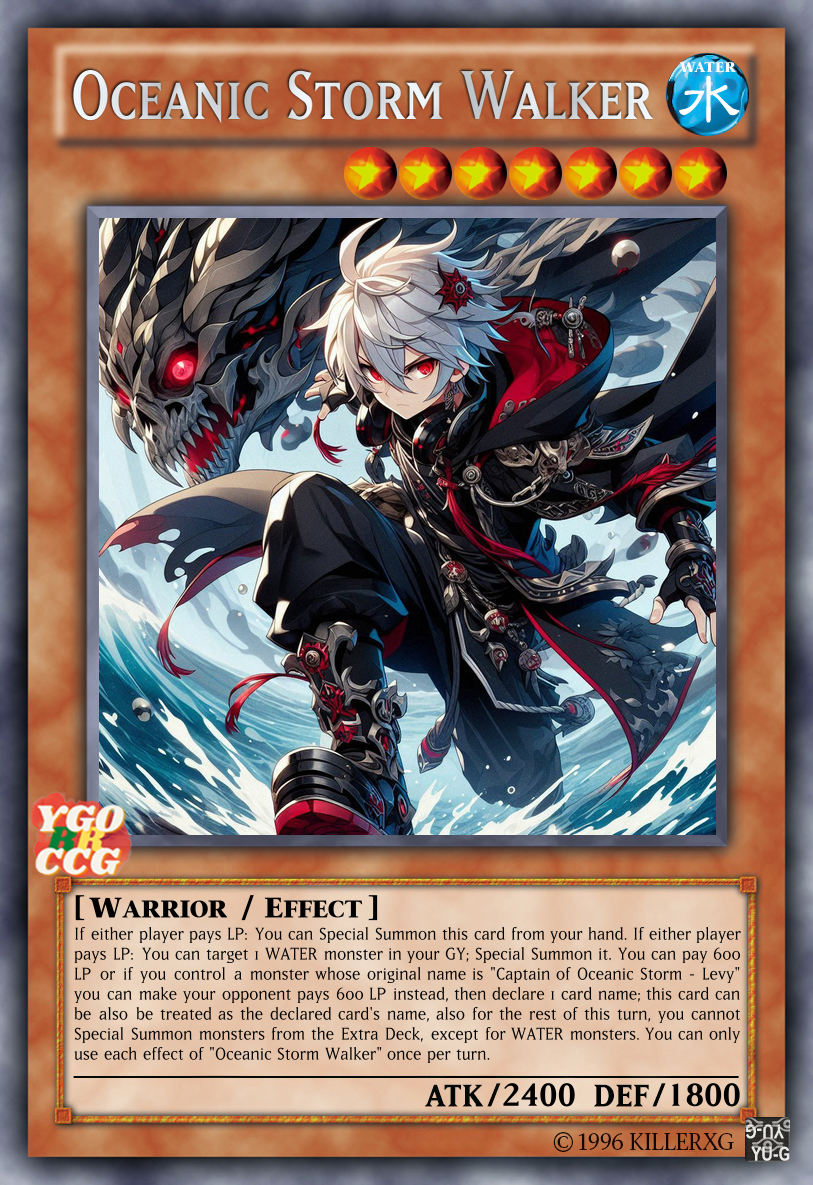 OCEANIC STORM WALKER
WATER
水
YGO
RR
CCG
[ WARRIOR / EFFECT ]
If either player pays LP: You can Special Summon this card from your hand. If either player
pays LP: You can target 1 WATER monster in your GY; Special Summon it. You can pay 600
LP or if you control a monster whose original name is "Captain of Oceanic Storm - Levy"
you can make your opponent pays 600 LP instead, then declare 1 card name; this card can
be also be treated as the declared card's name, also for the rest of this turn, you cannot
Special Summon monsters from the Extra Deck, except for WATER monsters. You can only
use each effect of "Oceanic Storm Walker" once per turn.
ATK/2400 DEF/1800
© 1996 KILLERXG
YU-G
YU-G